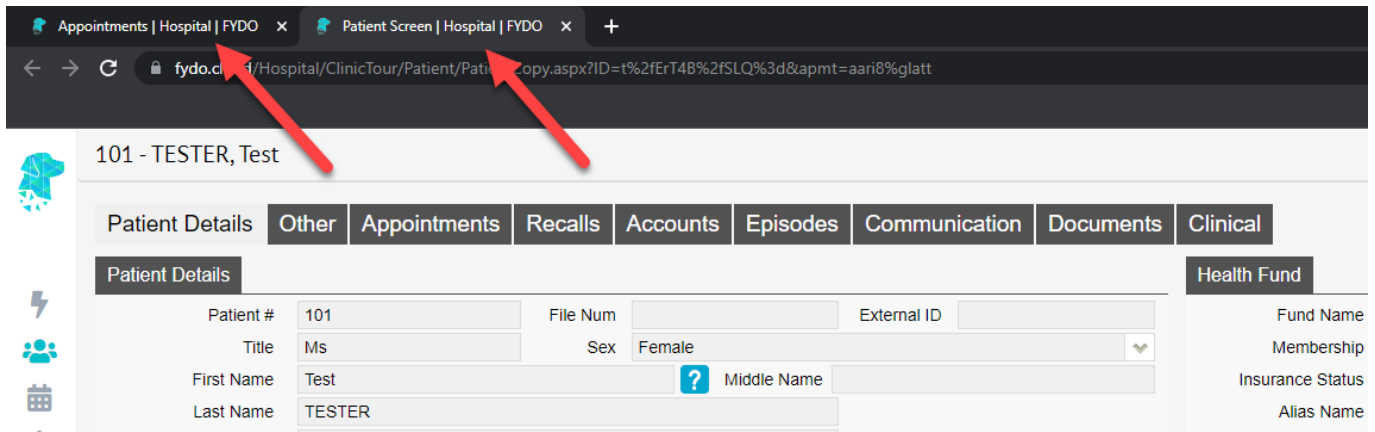 Appointments | Hospital | FYDO
Patient Screen | Hospital | FYDO
/Hospital/ClinicTour/Patient/ opy.aspx?ID=t%2fErT4B%2fSLQ%3d&apmt=aari8%glatt
101 - TESTER, Test
Patient Details Other Appointments Recalls Accounts Episodes Communication Documents Clinical
Patient Details Health Fund
Patient # 101 File Num External ID Fund Name
Title Ms Sex Female Membership
First Name Test ? Middle Name Insurance Status
Last Name TESTER Alias Name